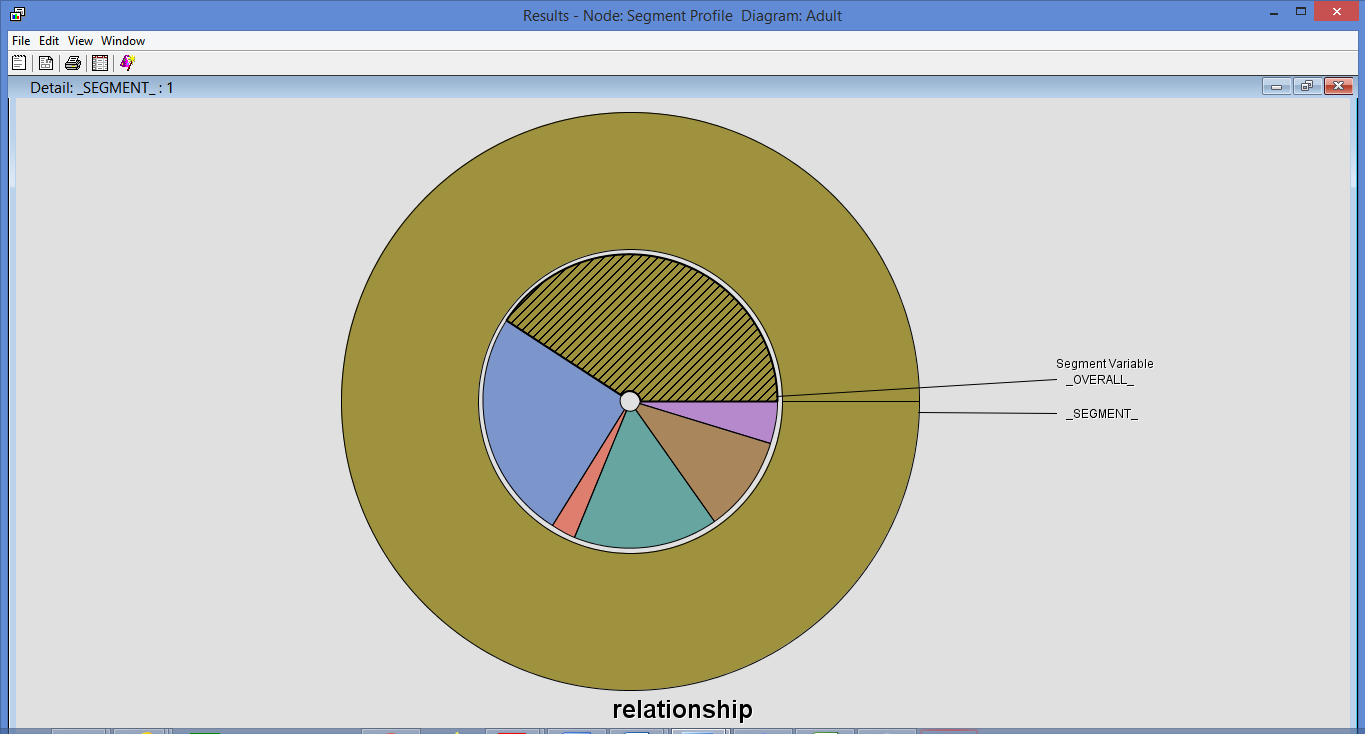 Results - Node: Segment Profile Diagram: Adult
File Edit View Window
Detail: _SEGMENT_ : 1
Segment Variable
_OVERALL_
_SEGMENT_
relationship